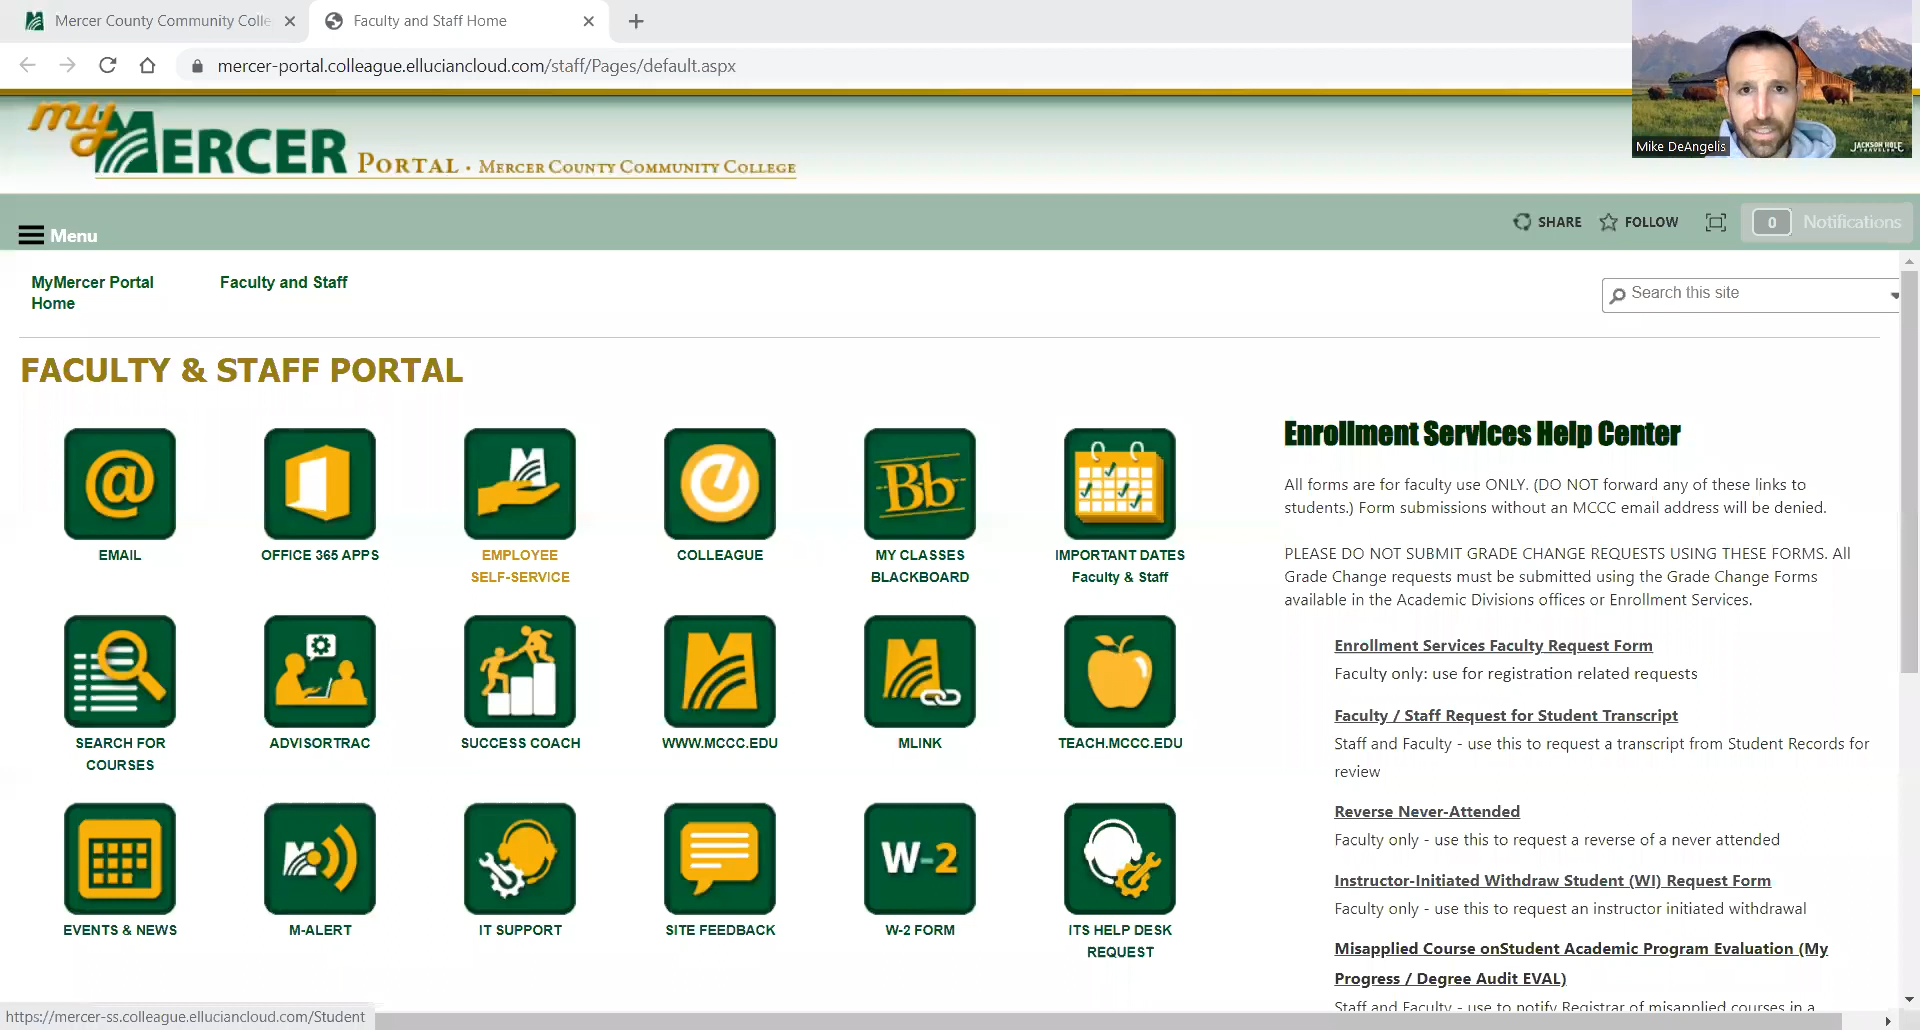 Mercer County Community Colle
Faculty and Staff Home
mercer-portal.colleague.elluciancloud.com/staff/Pages/default.aspx
my MERCER PORTAL · MERCER COUNTY COMMUNITY COLLEGE
Mike DeAngelis
JACKSON HOLE
TRAVELER
Menu
SHARE
FOLLOW
0 Notifications
MyMercer Portal
Home
Faculty and Staff
Search this site
FACULTY & STAFF PORTAL
@
Bb
EMAIL
OFFICE 365 APPS
EMPLOYEE
SELF-SERVICE
COLLEAGUE
MY CLASSES
BLACKBOARD
IMPORTANT DATES
Faculty & Staff
SEARCH FOR
COURSES
ADVISORTRAC
SUCCESS COACH
WWW.MCCC.EDU
MLINK
TEACH.MCCC.EDU
W-2
EVENTS & NEWS
M-ALERT
IT SUPPORT
SITE FEEDBACK
W-2 FORM
ITS HELP DESK
REQUEST
Enrollment Services Help Center
All forms are for faculty use ONLY. (DO NOT forward any of these links to
students.) Form submissions without an MCCC email address will be denied.
PLEASE DO NOT SUBMIT GRADE CHANGE REQUESTS USING THESE FORMS. All
Grade Change requests must be submitted using the Grade Change Forms
available in the Academic Divisions offices or Enrollment Services.
Enrollment Services Faculty Request Form
Faculty only: use for registration related requests
Faculty / Staff Request for Student Transcript
Staff and Faculty - use this to request a transcript from Student Records for
review
Reverse Never-Attended
Faculty only - use this to request a reverse of a never attended
Instructor-Initiated Withdraw Student (WI) Request Form
Faculty only - use this to request an instructor initiated withdrawal
Misapplied Course onStudent Academic Program Evaluation (My
Progress / Degree Audit EVAL)
Staff and Faculty - use to notify Registrar of misapplied courses in a
https://mercer-ss.colleague.elluciancloud.com/Student